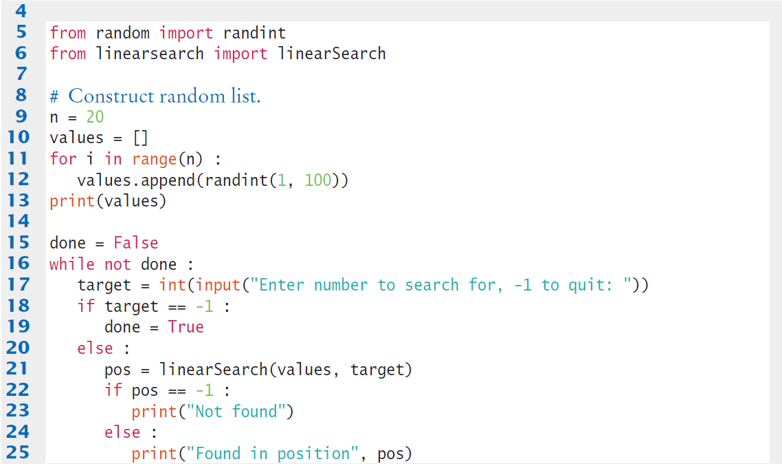 4
5 from random import randint
6 from linearsearch import linearSearch
7
8 # Construct random list.
9 n = 20
10 values = []
11 for i in range(n) :
12    values.append(randint(1, 100))
13 print(values)
14
15 done = False
16 while not done :
17    target = int(input("Enter number to search for, -1 to quit: "))
18    if target == -1 :
19       done = True
20    else :
21       pos = linearSearch(values, target)
22       if pos == -1 :
23          print("Not found")
24       else :
25          print("Found in position", pos)